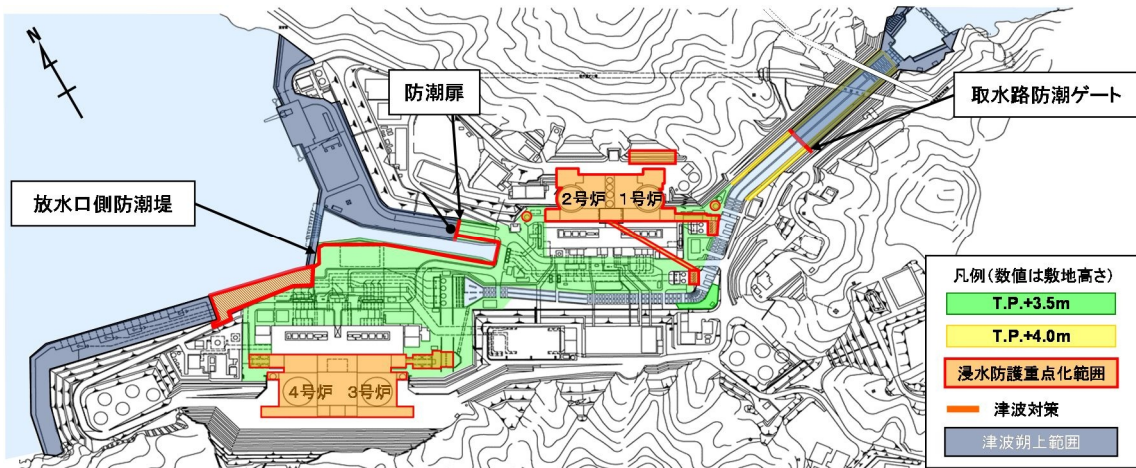 N
防潮扉
取水路防潮ゲート
放水口側防潮堤
2号炉 1号炉
4号炉 3号炉
凡例(数値は敷地高さ)
T.P.+3.5m
T.P.+4.0m
浸水防護重点化範囲
津波対策
津波朔上範囲